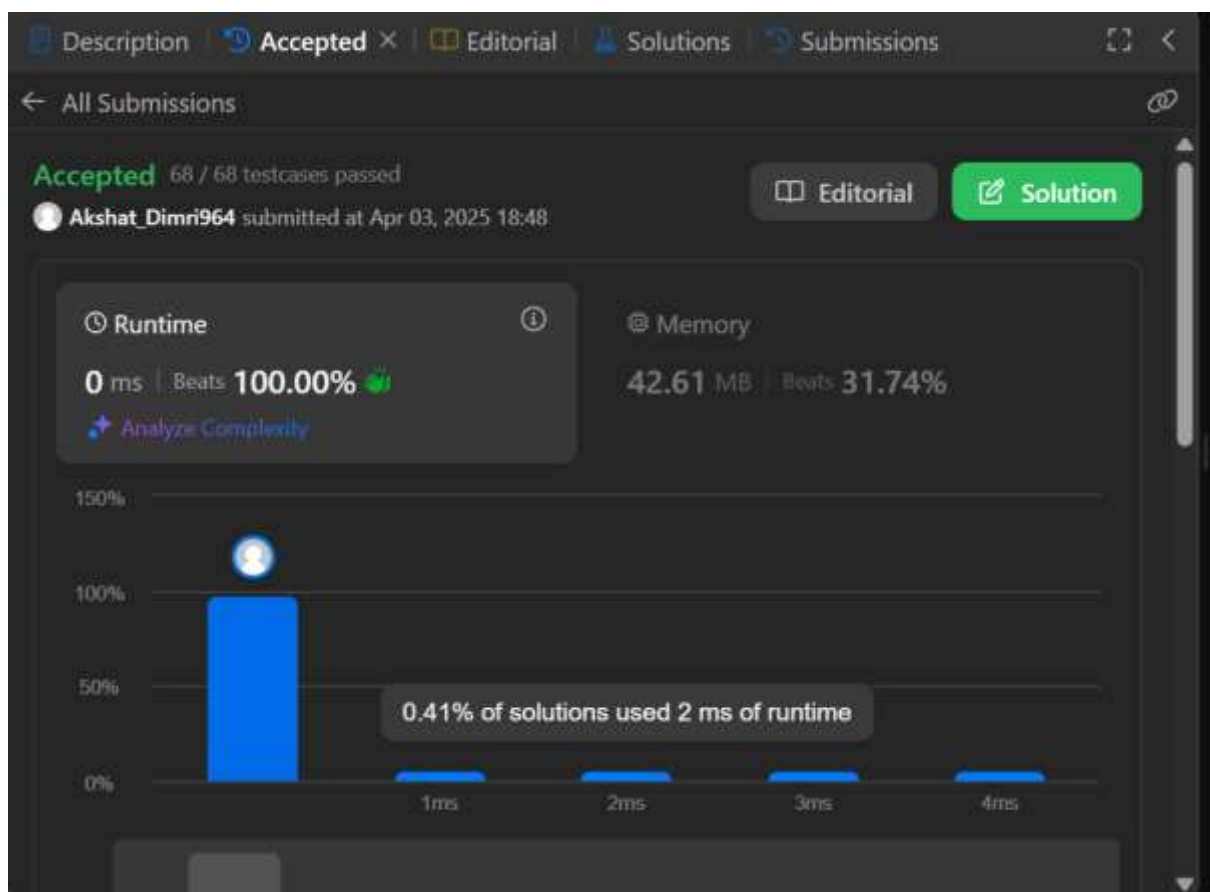 Description Accepted Editorial Solutions Submissions
All Submissions
Accepted 68 / 68 testcases passed
Editorial Solution
Akshat_Dimri964 submitted at Apr 03, 2025 18:48
Runtime
0 ms Beats 100.00%
Analyze Complexity
Memory
42.61 MB Beats 31.74%
150%
100%
50%
0%
0.41% of solutions used 2 ms of runtime
1ms 2ms 3ms 4ms